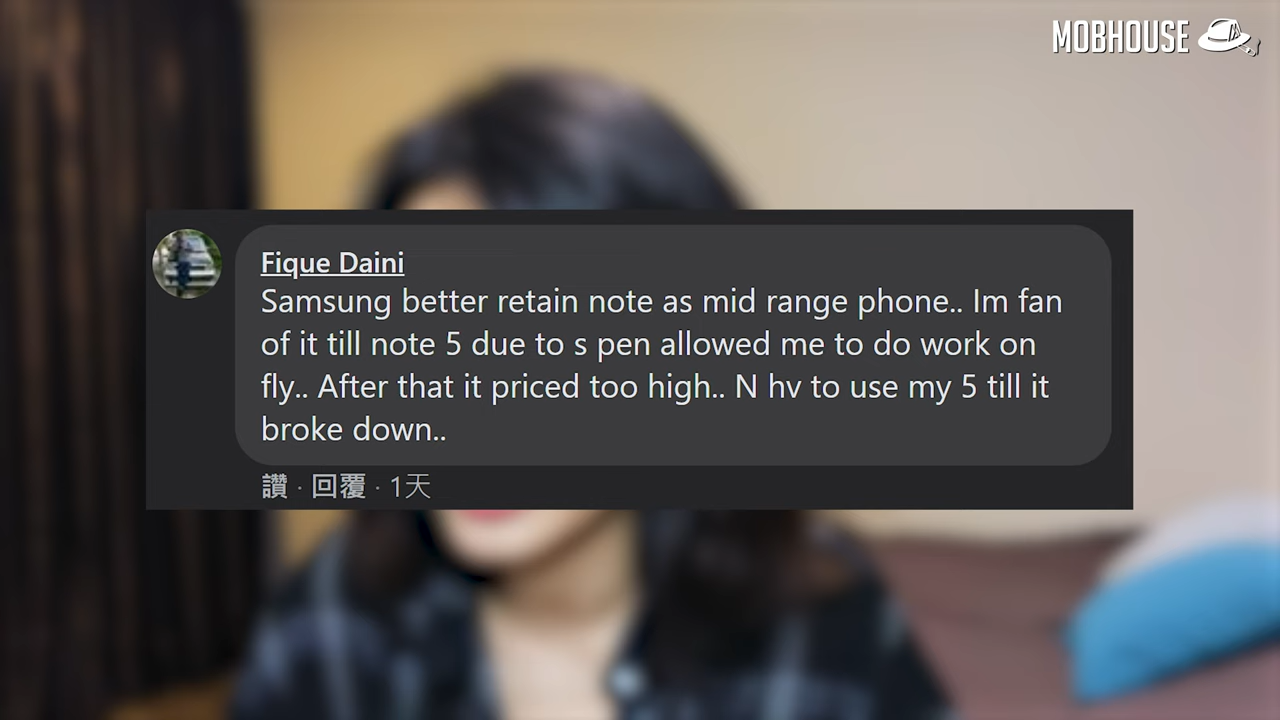 MOBHOUSE
Fique Daini
Samsung better retain note as mid range phone.. Im fan
of it till note 5 due to s pen allowed me to do work on
fly.. After that it priced too high.. N hv to use my 5 till it
broke down..
讚 · 回覆 · 1天